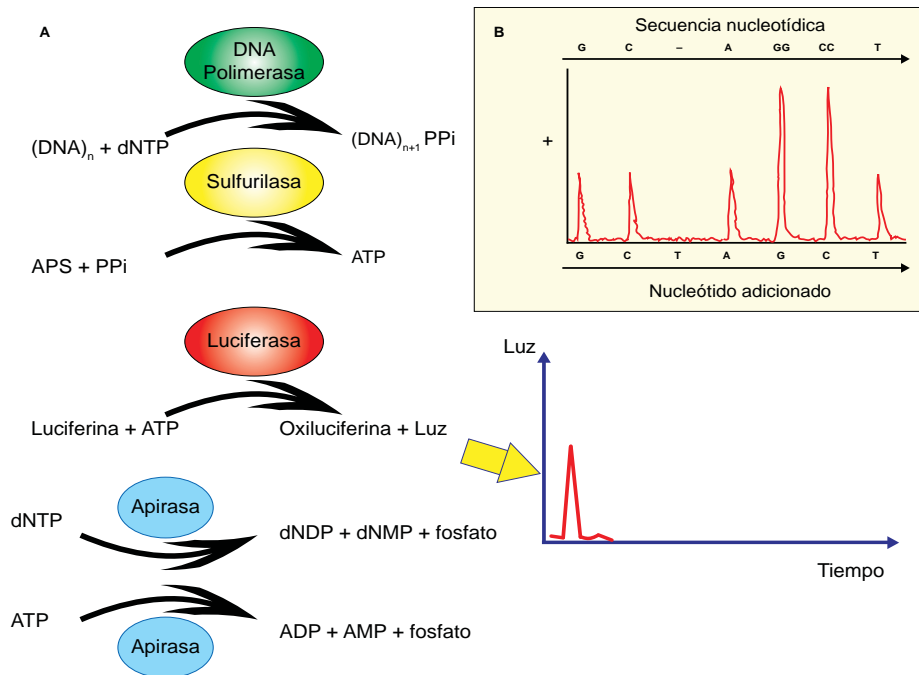 A
DNA
Polimerasa
(DNA)n + dNTP
(DNA)n+1 PPi
Sulfurilasa
APS + PPi
ATP
Luciferasa
Luciferina + ATP
Oxiluciferina + Luz
Apirasa
dNTP
dNDP + dNMP + fosfato
ATP
ADP + AMP + fosfato
Apirasa
B
Secuencia nucleotídica
G C – A GG CC T
+
G C T A G C T
Nucleótido adicionado
Luz
Tiempo